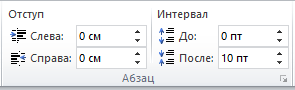 Отступ Интервал
Слева: 0 см До: 0 пт
Справа: 0 см После: 10 пт
Абзац